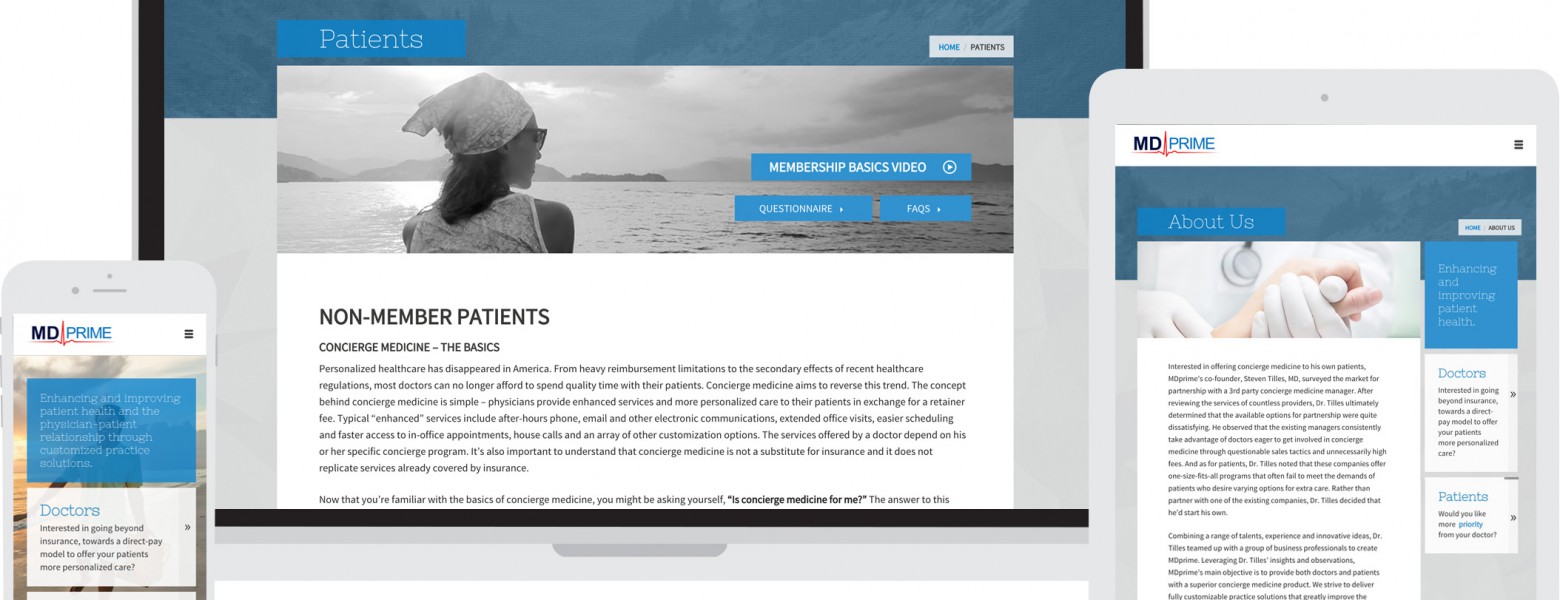 Patients
HOME / PATIENTS
MEMBERSHIP BASICS VIDEO
QUESTIONNAIRE
FAQS
NON-MEMBER PATIENTS
CONCIERGE MEDICINE – THE BASICS
Personalized healthcare has disappeared in America. From heavy reimbursement limitations to the secondary effects of recent healthcare
regulations, most doctors can no longer afford to spend quality time with their patients. Concierge medicine aims to reverse this trend. The concept
behind concierge medicine is simple – physicians provide enhanced services and more personalized care to their patients in exchange for a retainer
fee. Typical “enhanced” services include after-hours phone, email and other electronic communications, extended office visits, easier scheduling
and faster access to in-office appointments, house calls and an array of other customization options. The services offered by a doctor depend on his
or her specific concierge program. It’s also important to understand that concierge medicine is not a substitute for insurance and it does not
replicate services already covered by insurance.
Now that you’re familiar with the basics of concierge medicine, you might be asking yourself, “Is concierge medicine for me?” The answer to this
MD PRIME
Enhancing and improving
patient health and the
physician-patient
relationship through
customized practice
solutions.
Doctors
Interested in going beyond
insurance, towards a direct-pay
model to offer your patients
more personalized care?
»
MD PRIME
About Us
HOME / ABOUT US
Enhancing
and
improving
patient
health.
Interested in offering concierge medicine to his own patients,
MDprime’s co-founder, Steven Tilles, MD, surveyed the market for
partnership with a 3rd party concierge medicine manager. After
reviewing the services of countless providers, Dr. Tilles ultimately
determined that the available options for partnership were quite
dissatisfying. He observed that the existing managers consistently
take advantage of doctors eager to get involved in concierge
medicine through questionable sales tactics and unnecessarily high
fees. And as for patients, Dr. Tilles noted that these companies offer
one-size-fits-all programs that often fail to meet the demands of
patients who desire varying options for extra care. Rather than
partner with one of the existing companies, Dr. Tilles decided that
he’d start his own.
Combining a range of talents, experience and innovative ideas, Dr.
Tilles teamed up with a group of business professionals to create
MDprime. Leveraging Dr. Tilles’ insights and observations,
MDprime’s main objective is to provide both doctors and patients
with a superior concierge medicine product. We strive to deliver
fully customizable practice solutions that greatly improve the
Doctors
Interested in going
beyond insurance,
towards a direct-
pay model to offer
your patients
more personalized
care?
»
Patients
Would you like
more priority
from your doctor?
»